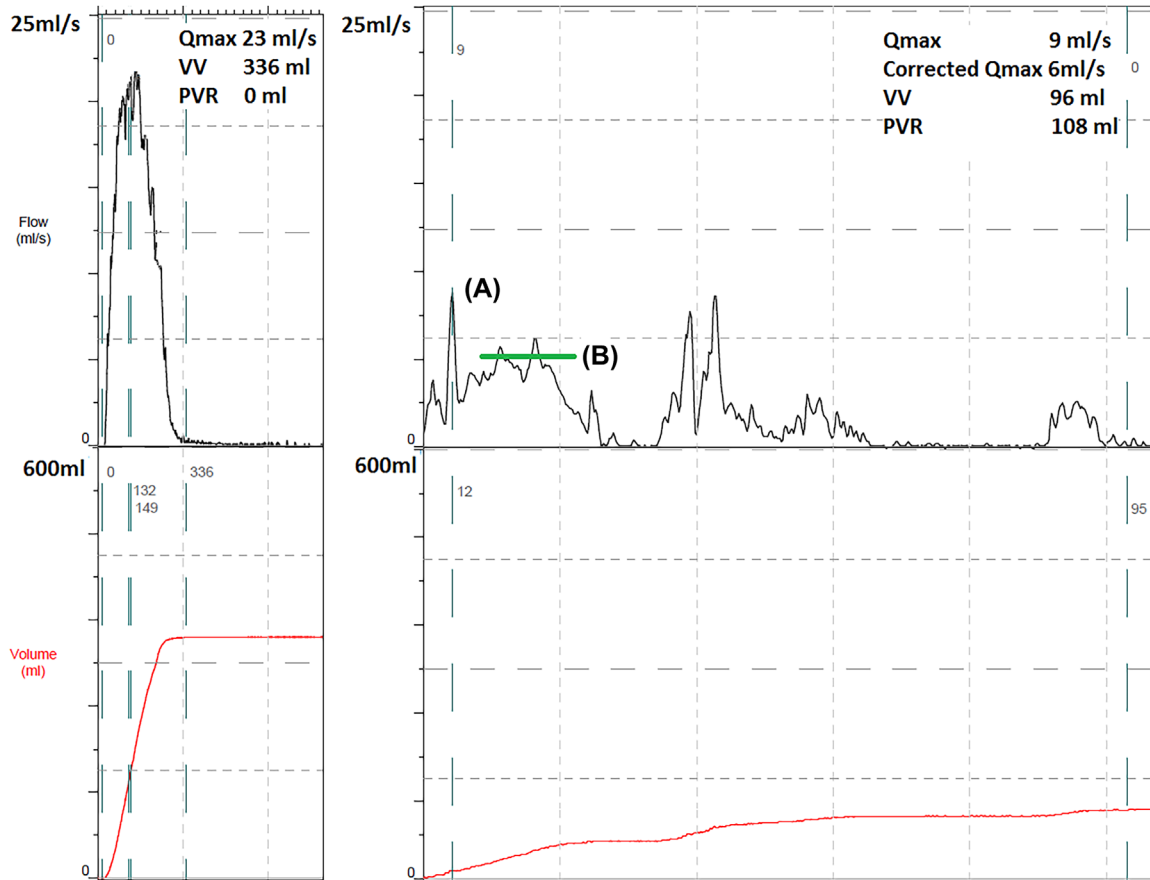 25ml/s
0
Qmax 23 ml/s
VV 336 ml
PVR 0 ml
Flow
(ml/s)
0
600ml
0
336
132
149
Volume
(ml)
0
25ml/s
9
Qmax 9 ml/s
Corrected Qmax 6ml/s
0
VV 96 ml
PVR 108 ml
(A)
(B)
0
600ml
12
95
0